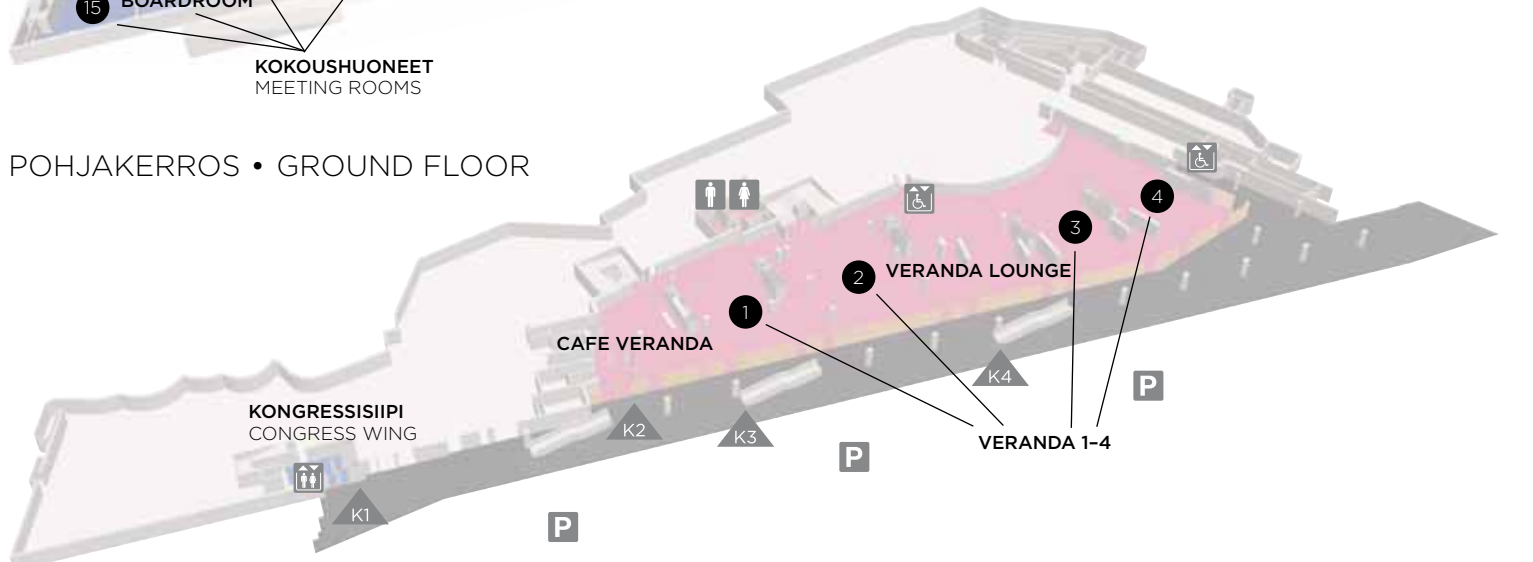 15 BOARDROOM
KOKOUSHUONEET
MEETING ROOMS
POHJAKERROS • GROUND FLOOR
4
3
2 VERANDA LOUNGE
1
CAFE VERANDA
K4
P
KONGRESSISIIPI
CONGRESS WING
K2
K3
VERANDA 1–4
P
K1
P